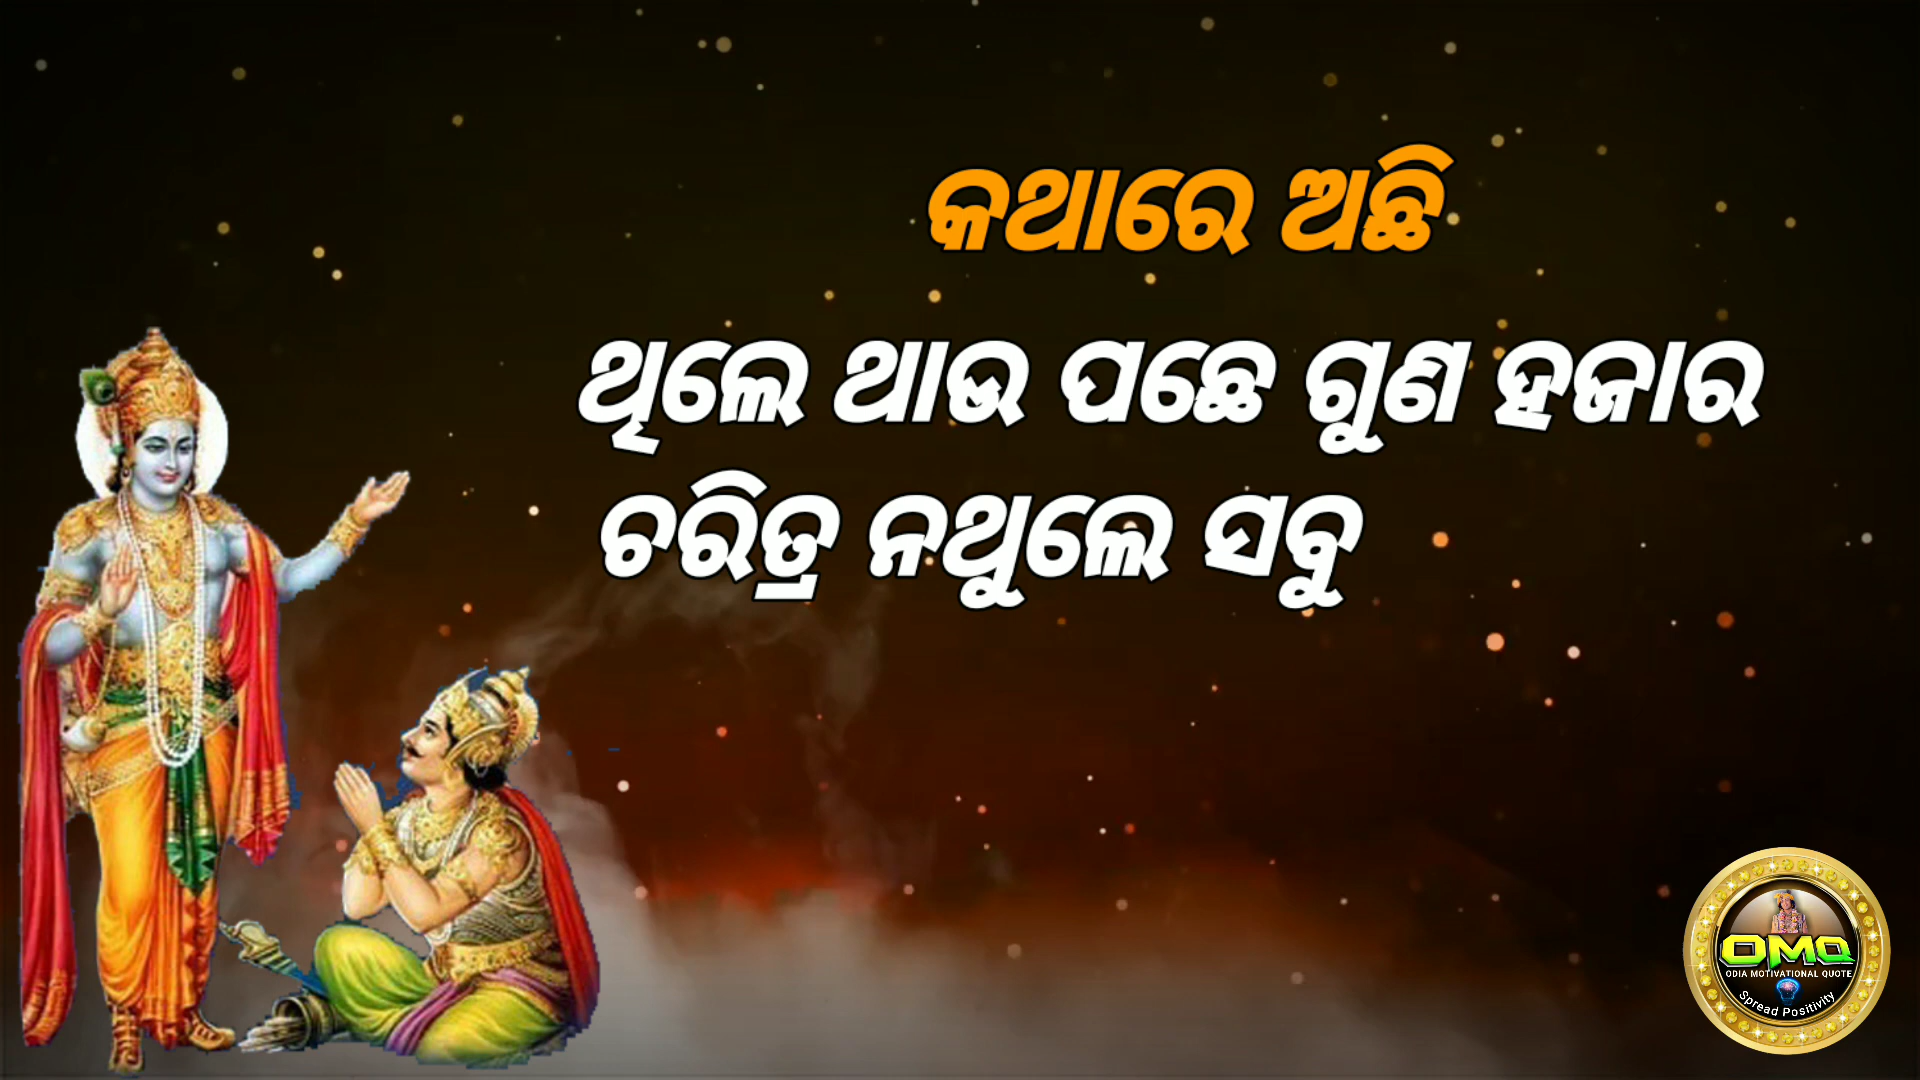 କଥାରେ ଅଛି
ଥିଲେ ଥାଉ ପଛେ ଗୁଣ ହଜାର
ଚରିତ୍ର ନଥିଲେ ସବୁ
OMQ
ODIA MOTIVATIONAL QUOTE
Spread Positivity